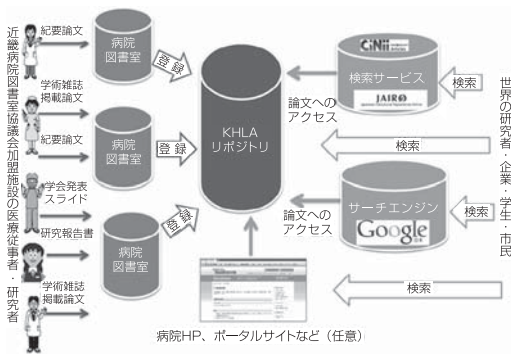 近畿病院図書室協議会加盟施設の医療従事者・研究者
紀要論文
学術雑誌
掲載論文
紀要論文
学会発表
スライド
研究報告書
学術雑誌
掲載論文
病院
図書室
病院
図書室
病院
図書室
登録
登録
登録
KHLA
リポジトリ
CiNii
検索サービス
JAIRO
論文への
アクセス
検索
検索
サーチエンジン
Google
論文への
アクセス
検索
検索
世界の研究者・企業・学生・市民
病院HP、ポータルサイトなど（任意）